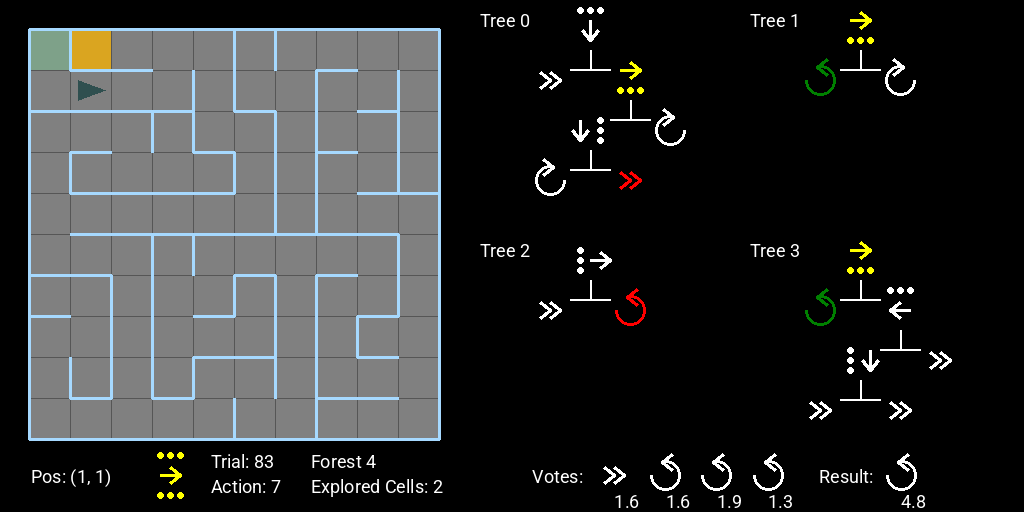 Tree 0
Tree 1
Tree 2
Tree 3
Pos: (1, 1)
Trial: 83
Action: 7
Forest 4
Explored Cells: 2
Votes:
1.6
1.6
1.9
1.3
Result:
4.8